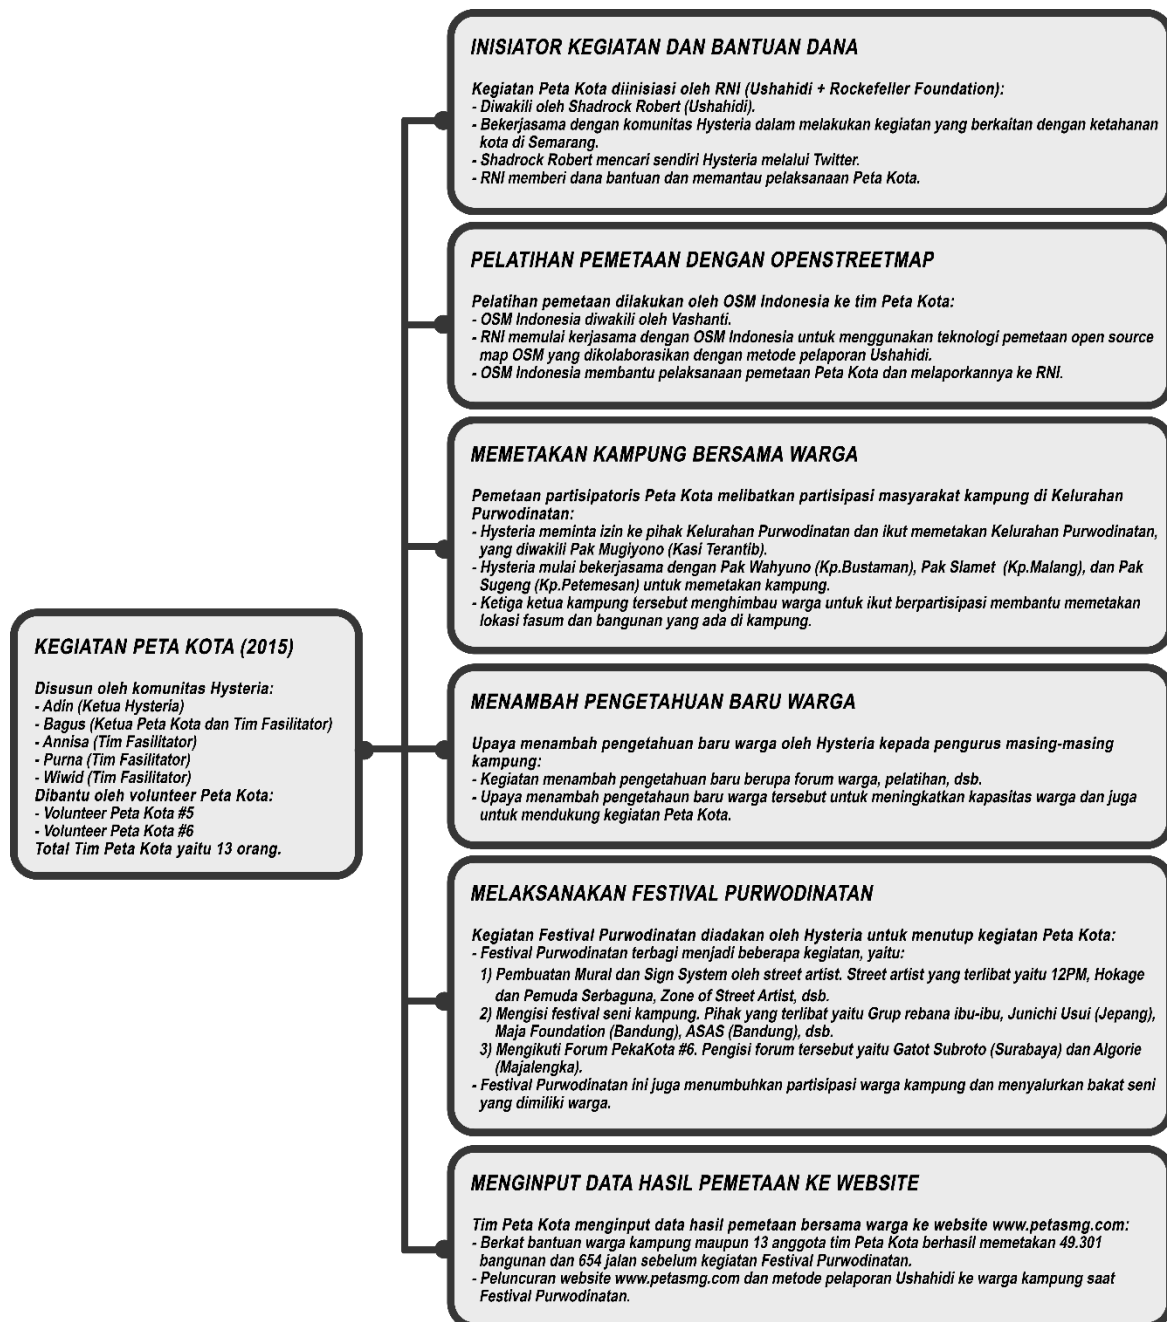 INISIATOR KEGIATAN DAN BANTUAN DANA
Kegiatan Peta Kota diinisiasi oleh RNI (Ushahidi + Rockefeller Foundation):
- Diwakili oleh Shadrock Robert (Ushahidi).
- Bekerjasama dengan komunitas Hysteria dalam melakukan kegiatan yang berkaitan dengan ketahanan
kota di Semarang.
- Shadrock Robert mencari sendiri Hysteria melalui Twitter.
- RNI memberi dana bantuan dan memantau pelaksanaan Peta Kota.
PELATIHAN PEMETAAN DENGAN OPENSTREETMAP
Pelatihan pemetaan dilakukan oleh OSM Indonesia ke tim Peta Kota:
- OSM Indonesia diwakili oleh Vashanti.
- RNI memulai kerjasama dengan OSM Indonesia untuk menggunakan teknologi pemetaan open source
map OSM yang dikolaborasikan dengan metode pelaporan Ushahidi.
- OSM Indonesia membantu pelaksanaan pemetaan Peta Kota dan melaporkannya ke RNI.
MEMETAKAN KAMPUNG BERSAMA WARGA
Pemetaan partisipatoris Peta Kota melibatkan partisipasi masyarakat kampung di Kelurahan
Purwodinatan:
- Hysteria meminta izin ke pihak Kelurahan Purwodinatan dan ikut memetakan Kelurahan Purwodinatan,
yang diwakili Pak Mugiyono (Kasi Terantib).
- Hysteria mulai bekerjasama dengan Pak Wahyuno (Kp.Bustaman), Pak Slamet (Kp.Malang), dan Pak
Sugeng (Kp.Petemesan) untuk memetakan kampung.
- Ketiga ketua kampung tersebut menghimbau warga untuk ikut berpartisipasi membantu memetakan
lokasi fasum dan bangunan yang ada di kampung.
KEGIATAN PETA KOTA (2015)
Disusun oleh komunitas Hysteria:
- Adin (Ketua Hysteria)
- Bagus (Ketua Peta Kota dan Tim Fasilitator)
- Annisa (Tim Fasilitator)
- Purna (Tim Fasilitator)
- Wiwid (Tim Fasilitator)
Dibantu oleh volunteer Peta Kota:
- Volunteer Peta Kota #5
- Volunteer Peta Kota #6
Total Tim Peta Kota yaitu 13 orang.
MENAMBAH PENGETAHUAN BARU WARGA
Upaya menambah pengetahuan baru warga oleh Hysteria kepada pengurus masing-masing
kampung:
- Kegiatan menambah pengetahuan baru berupa forum warga, pelatihan, dsb.
- Upaya menambah pengetahaun baru warga tersebut untuk meningkatkan kapasitas warga dan juga
untuk mendukung kegiatan Peta Kota.
MELAKSANAKAN FESTIVAL PURWODINATAN
Kegiatan Festival Purwodinatan diadakan oleh Hysteria untuk menutup kegiatan Peta Kota:
- Festival Purwodinatan terbagi menjadi beberapa kegiatan, yaitu:
1) Pembuatan Mural dan Sign System oleh street artist. Street artist yang terlibat yaitu 12PM, Hokage
dan Pemuda Serbaguna, Zone of Street Artist, dsb.
2) Mengisi festival seni kampung. Pihak yang terlibat yaitu Grup rebana ibu-ibu, Junichi Usui (Jepang),
Maja Foundation (Bandung), ASAS (Bandung), dsb.
3) Mengikuti Forum PekaKota #6. Pengisi forum tersebut yaitu Gatot Subroto (Surabaya) dan Algorie
(Majalengka).
- Festival Purwodinatan ini juga menumbuhkan partisipasi warga kampung dan menyalurkan bakat seni
yang dimiliki warga.
MENGINPUT DATA HASIL PEMETAAN KE WEBSITE
Tim Peta Kota menginput data hasil pemetaan bersama warga ke website www.petasmg.com:
- Berkat bantuan warga kampung maupun 13 anggota tim Peta Kota berhasil memetakan 49.301
bangunan dan 654 jalan sebelum kegiatan Festival Purwodinatan.
- Peluncuran website www.petasmg.com dan metode pelaporan Ushahidi ke warga kampung saat
Festival Purwodinatan.